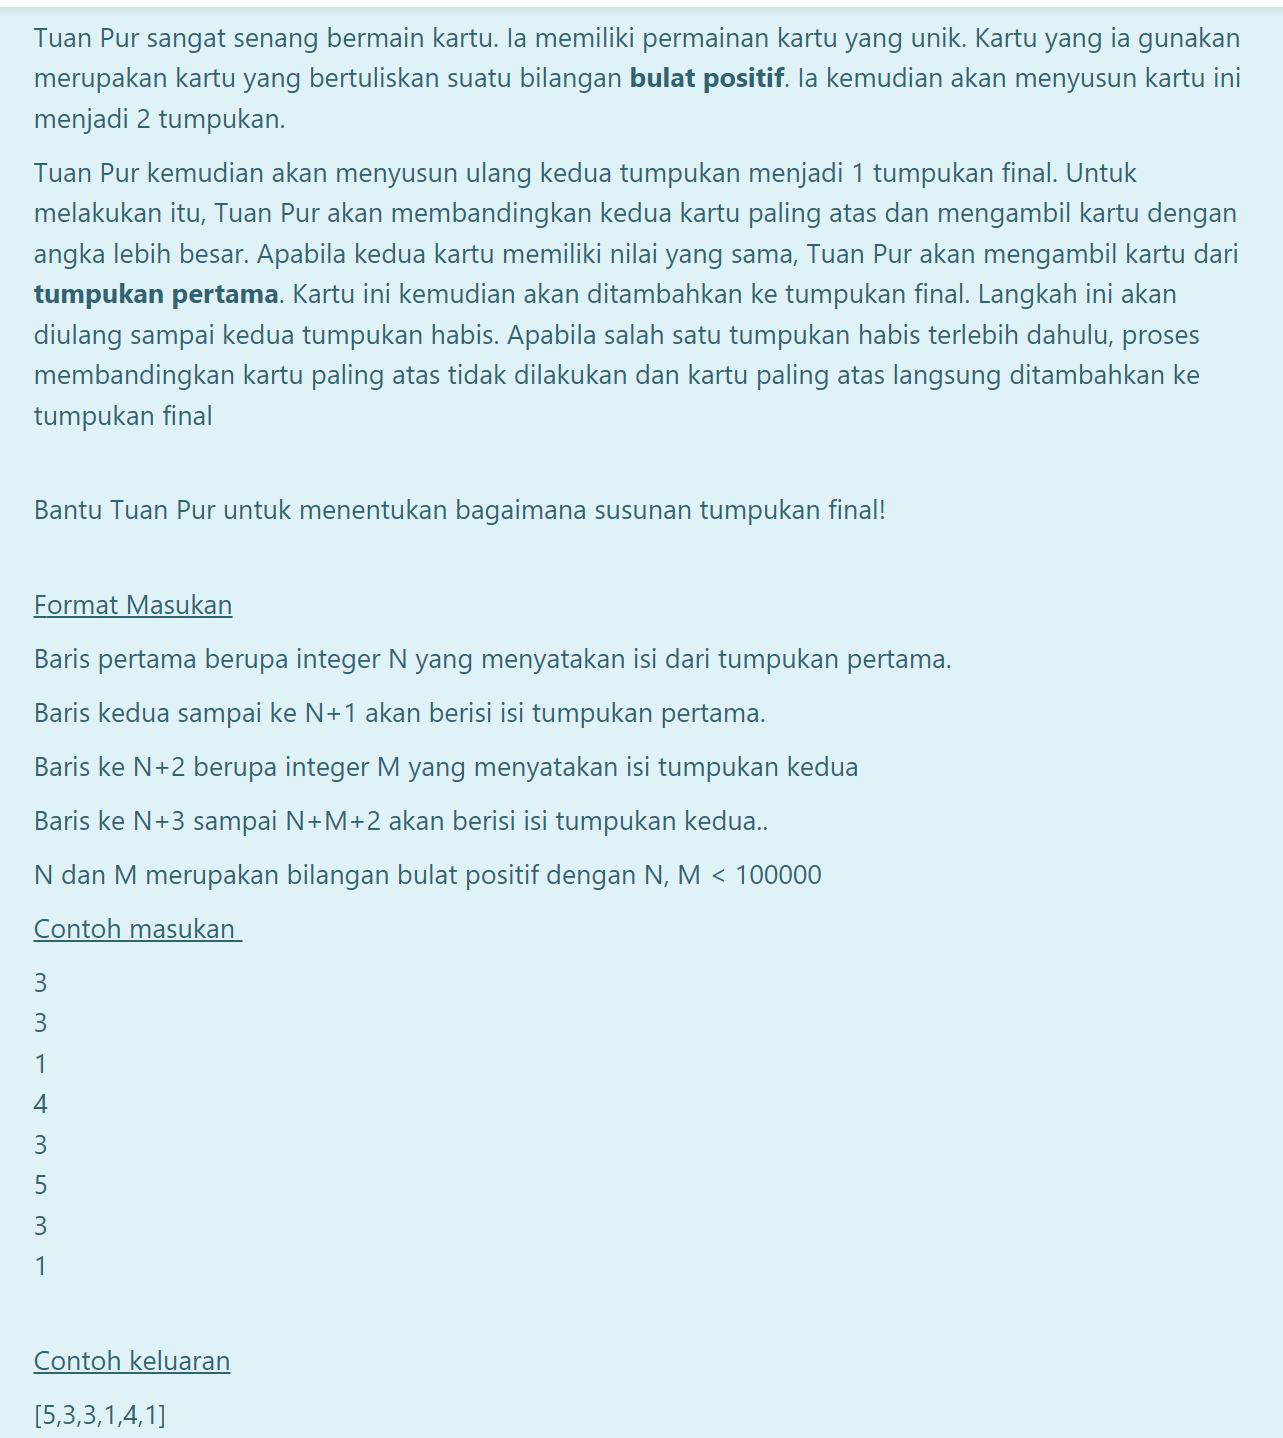 Tuan Pur sangat senang bermain kartu. Ia memiliki permainan kartu yang unik. Kartu yang ia gunakan
merupakan kartu yang bertuliskan suatu bilangan bulat positif. Ia kemudian akan menyusun kartu ini
menjadi 2 tumpukan.
Tuan Pur kemudian akan menyusun ulang kedua tumpukan menjadi 1 tumpukan final. Untuk
melakukan itu, Tuan Pur akan membandingkan kedua kartu paling atas dan mengambil kartu dengan
angka lebih besar. Apabila kedua kartu memiliki nilai yang sama, Tuan Pur akan mengambil kartu dari
tumpukan pertama. Kartu ini kemudian akan ditambahkan ke tumpukan final. Langkah ini akan
diulang sampai kedua tumpukan habis. Apabila salah satu tumpukan habis terlebih dahulu, proses
membandingkan kartu paling atas tidak dilakukan dan kartu paling atas langsung ditambahkan ke
tumpukan final
Bantu Tuan Pur untuk menentukan bagaimana susunan tumpukan final!
Format Masukan
Baris pertama berupa integer N yang menyatakan isi dari tumpukan pertama.
Baris kedua sampai ke N+1 akan berisi isi tumpukan pertama.
Baris ke N+2 berupa integer M yang menyatakan isi tumpukan kedua
Baris ke N+3 sampai N+M+2 akan berisi isi tumpukan kedua..
N dan M merupakan bilangan bulat positif dengan N, M < 100000
Contoh masukan
3
3
1
4
3
5
3
1
Contoh keluaran
[5,3,3,1,4,1]